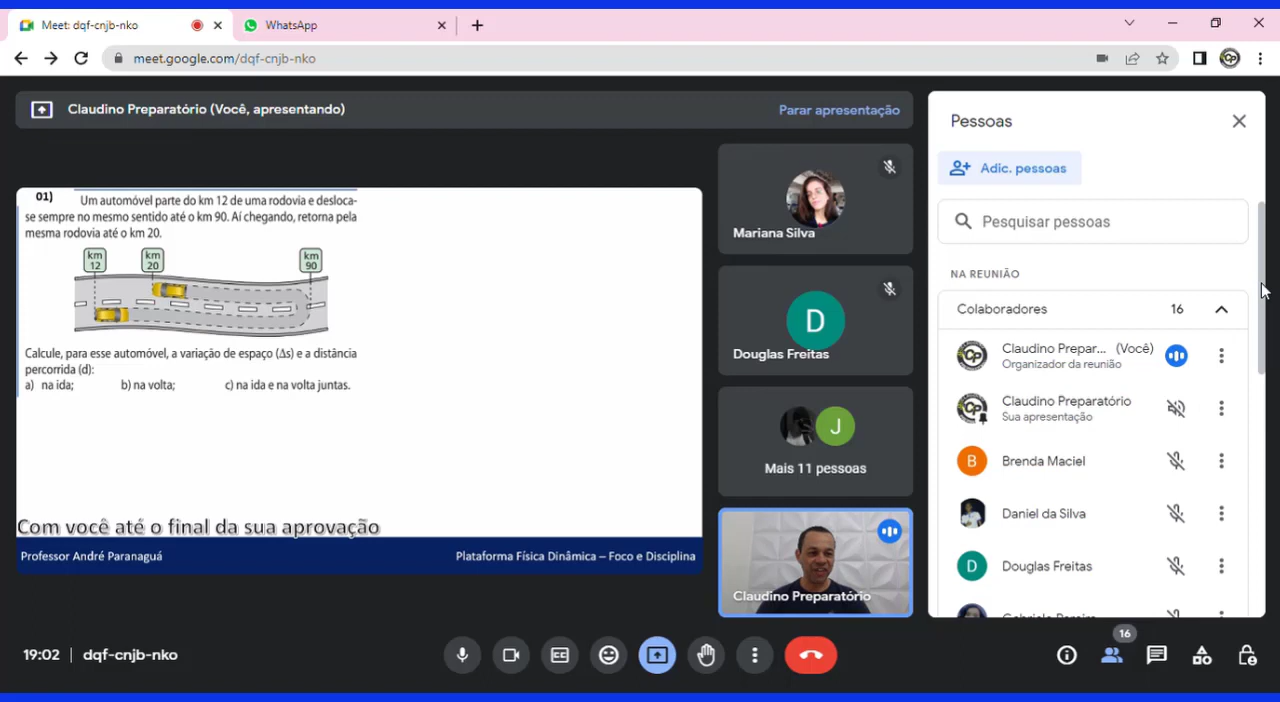 Meet: dqf-cnjb-nko
WhatsApp
meet.google.com/dqf-cnjb-nko
Claudino Preparatório (Você, apresentando)
Parar apresentação
01) Um automóvel parte do km 12 de uma rodovia e desloca-
se sempre no mesmo sentido até o km 90. Aí chegando, retorna pela
mesma rodovia até o km 20.
km 12
km 20
km 90
Calcule, para esse automóvel, a variação de espaço (Δs) e a distância
percorrida (d):
a) na ida; b) na volta; c) na ida e na volta juntas.
Com você até o final da sua aprovação
Professor André Paranaguá
Plataforma Física Dinâmica – Foco e Disciplina
Mariana Silva
D
Douglas Freitas
J
Mais 11 pessoas
Claudino Preparatório
Pessoas
Adic. pessoas
Pesquisar pessoas
NA REUNIÃO
Colaboradores 16
Claudino Prepar... (Você)
Organizador da reunião
Claudino Preparatório
Sua apresentação
B Brenda Maciel
Daniel da Silva
D Douglas Freitas
19:02 | dqf-cnjb-nko
16